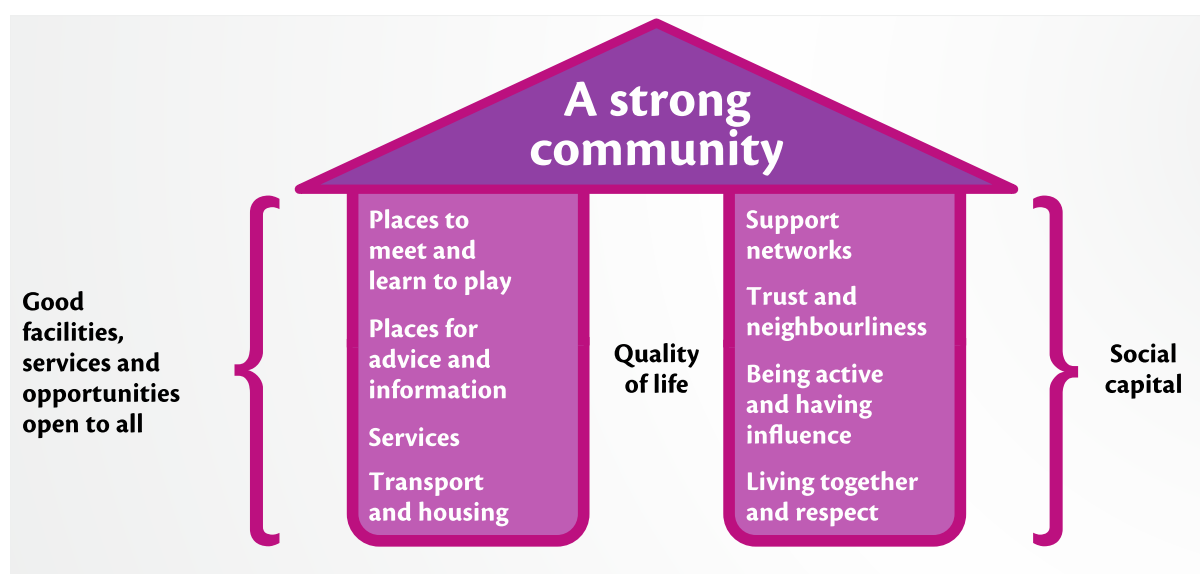 A strong
community
Good
facilities,
services and
opportunities
open to all
Places to
meet and
learn to play
Places for
advice and
information
Services
Transport
and housing
Quality
of life
Support
networks
Trust and
neighbourliness
Being active
and having
influence
Living together
and respect
Social
capital